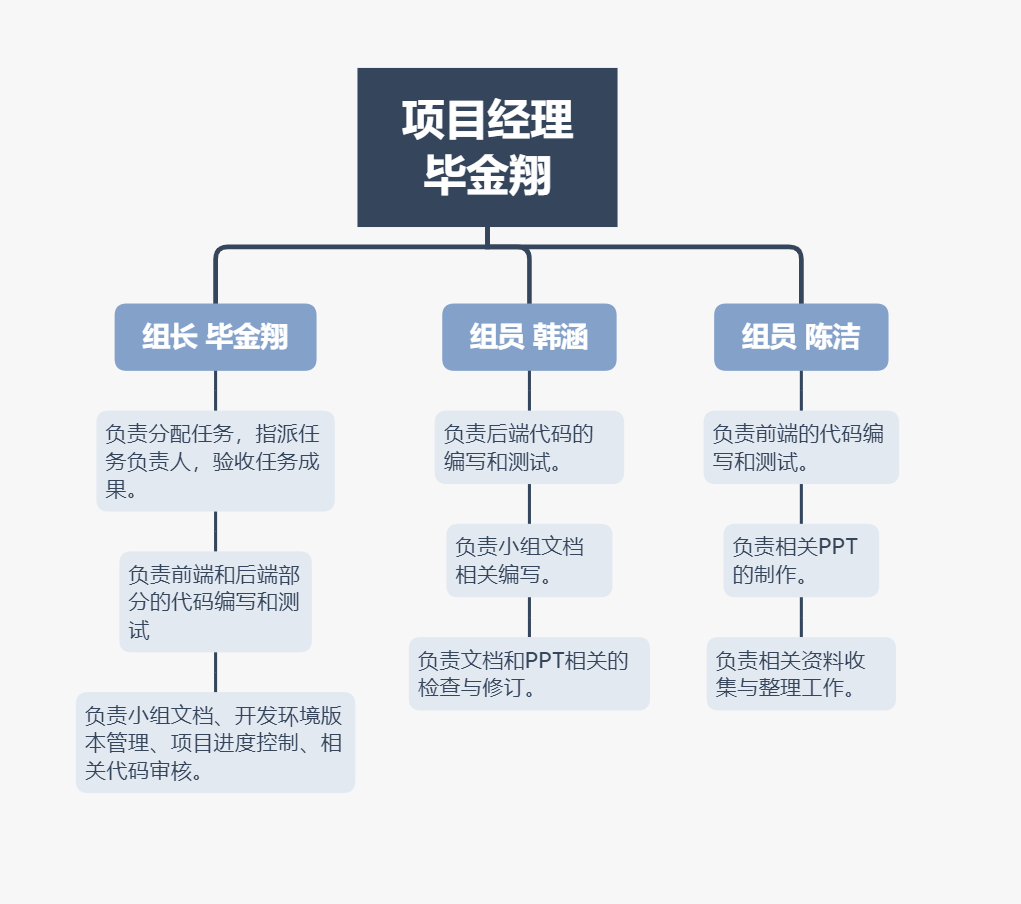 项目经理
毕金翔
组长 毕金翔
负责分配任务，指派任
务负责人，验收任务成
果。
负责前端和后端部
分的代码编写和测
试
负责小组文档、开发环境版
本管理、项目进度控制、相
关代码审核。
组员 韩涵
负责后端代码的
编写和测试。
负责小组文档
相关编写。
负责文档和PPT相关的
检查与修订。
组员 陈洁
负责前端的代码编
写和测试。
负责相关PPT
的制作。
负责相关资料收
集与整理工作。